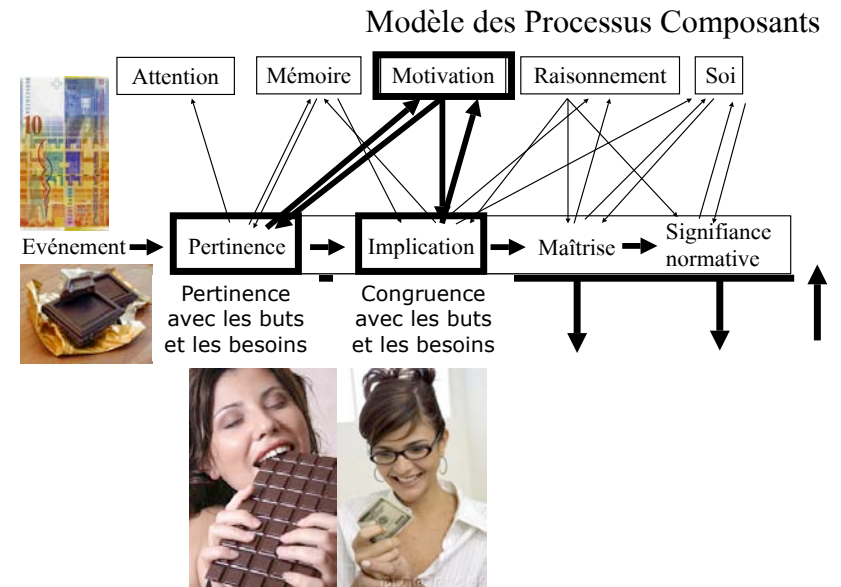 Modèle des Processus Composants
Attention
Mémoire
Motivation
Raisonnement
Soi
10
Evénement
Pertinence
Implication
Maîtrise
Signifiance
normative
Pertinence
avec les buts
et les besoins
Congruence
avec les buts
et les besoins